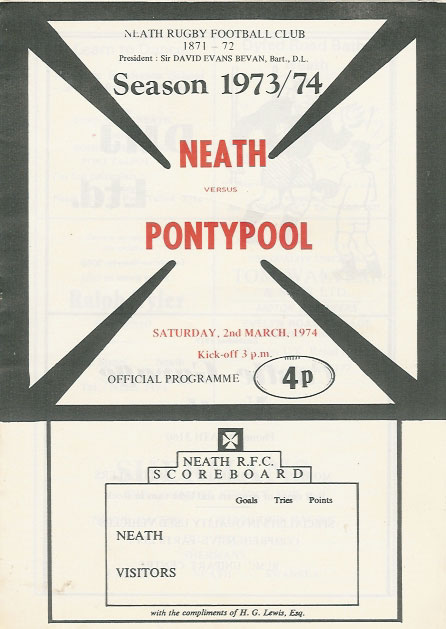 NEATH RUGBY FOOTBALL CLUB
1871 – 72
President : Sir DAVID EVANS BEVAN, Bart., D.L.
Season 1973/74
NEATH
VERSUS
PONTYPOOL
SATURDAY, 2nd MARCH, 1974
Kick-off 3 p.m.
OFFICIAL PROGRAMME 4p
NEATH R.F.C.
SCOREBOARD
Goals Tries Points
NEATH
VISITORS
with the compliments of H. G. Lewis, Esq.